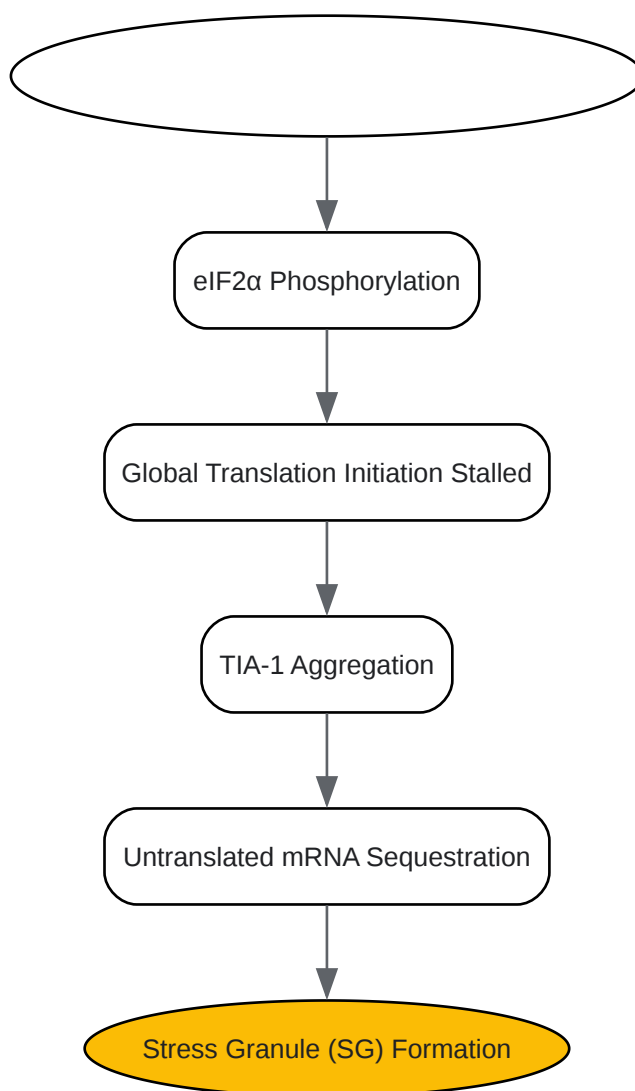 eIF2α Phosphorylation
Global Translation Initiation Stalled
TIA-1 Aggregation
Untranslated mRNA Sequestration
Stress Granule (SG) Formation